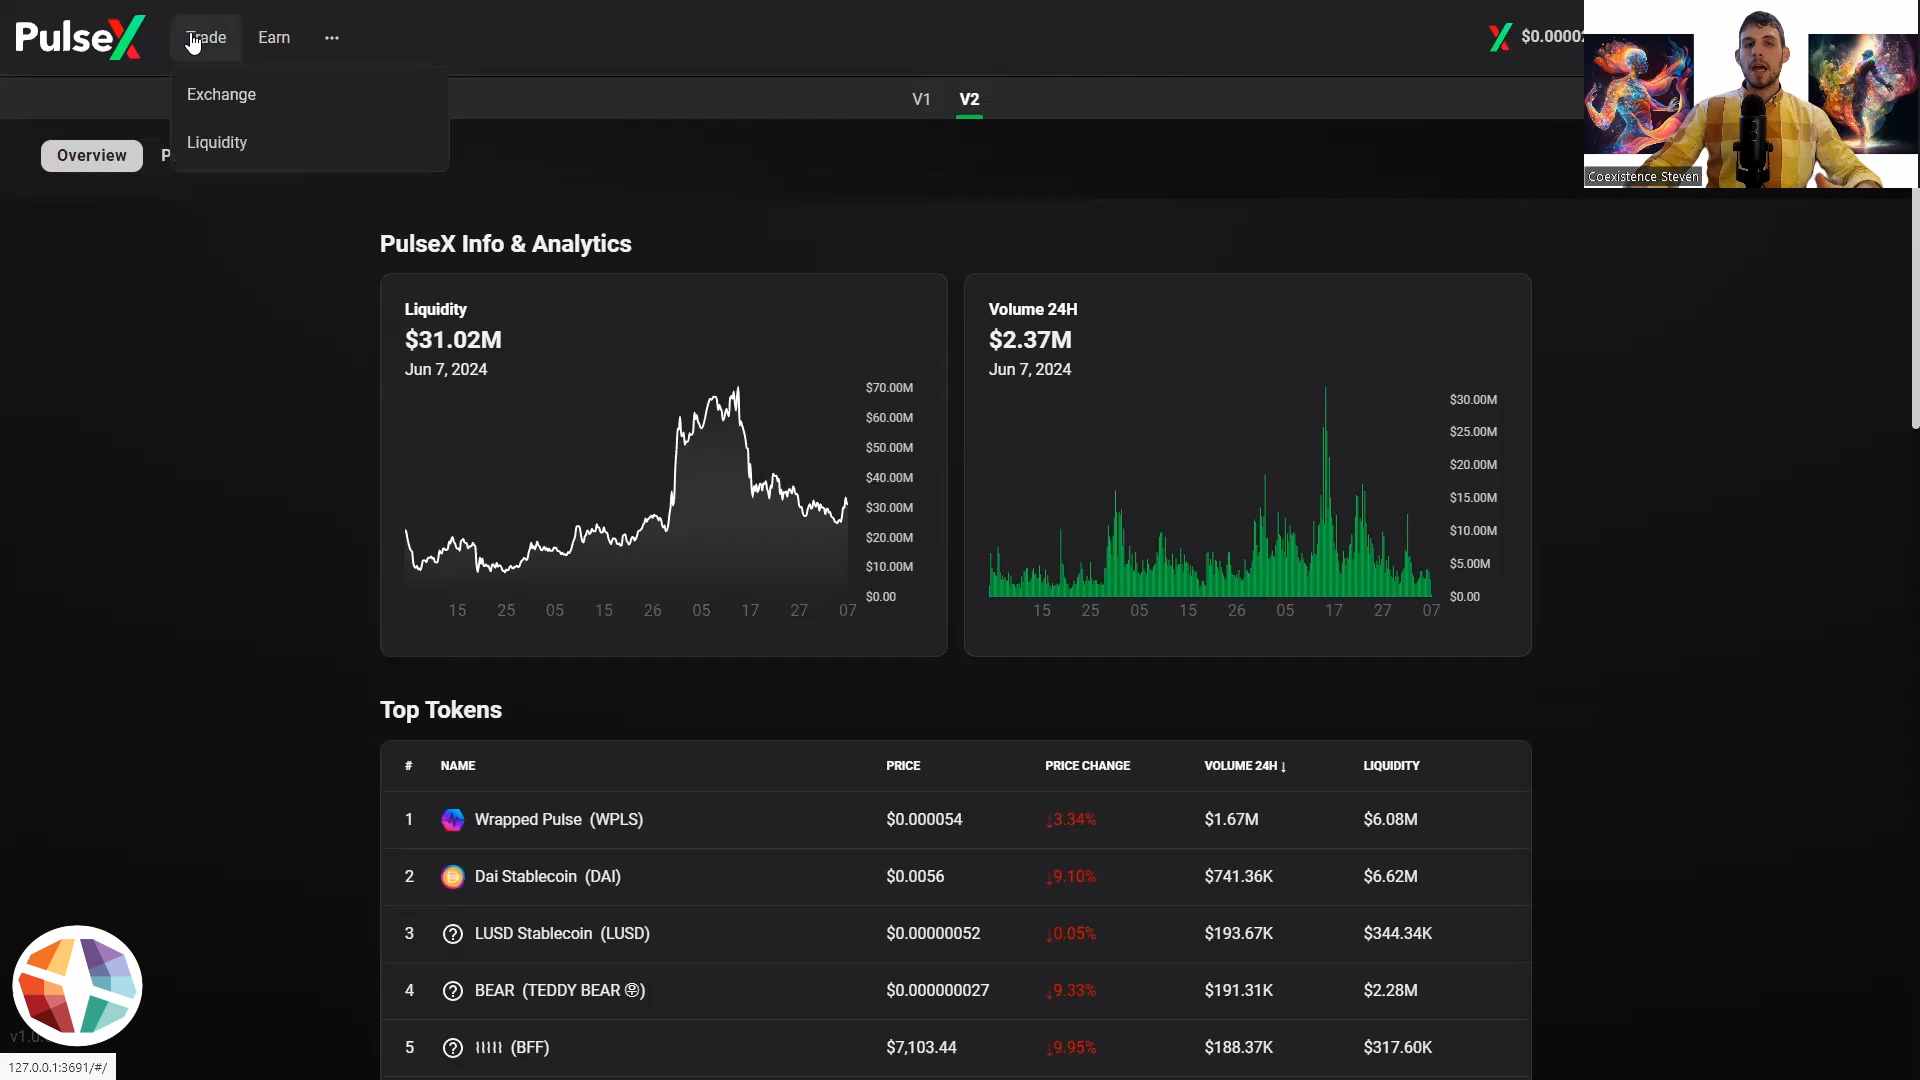 PulseX
Trade
Earn
•••
$0.0000
Exchange
Liquidity
V1
V2
Overview
P
Coexistence Steven
PulseX Info & Analytics
Liquidity
$31.02M
Jun 7, 2024
$70.00M
$60.00M
$50.00M
$40.00M
$30.00M
$20.00M
$10.00M
$0.00
15 25 05 15 26 05 17 27 07
Volume 24H
$2.37M
Jun 7, 2024
$30.00M
$25.00M
$20.00M
$15.00M
$10.00M
$5.00M
$0.00
15 25 05 15 26 05 17 27 07
Top Tokens
# NAME PRICE PRICE CHANGE VOLUME 24H ↓ LIQUIDITY
1 Wrapped Pulse (WPLS) $0.000054 ↓3.34% $1.67M $6.08M
2 Dai Stablecoin (DAI) $0.0056 ↓9.10% $741.36K $6.62M
3 LUSD Stablecoin (LUSD) $0.00000052 ↓0.05% $193.67K $344.34K
4 BEAR (TEDDY BEAR ㉨) $0.000000027 ↓9.33% $191.31K $2.28M
5 (BFF) $7,103.44 ↓9.95% $188.37K $317.60K
127.0.0.1:3691/#/